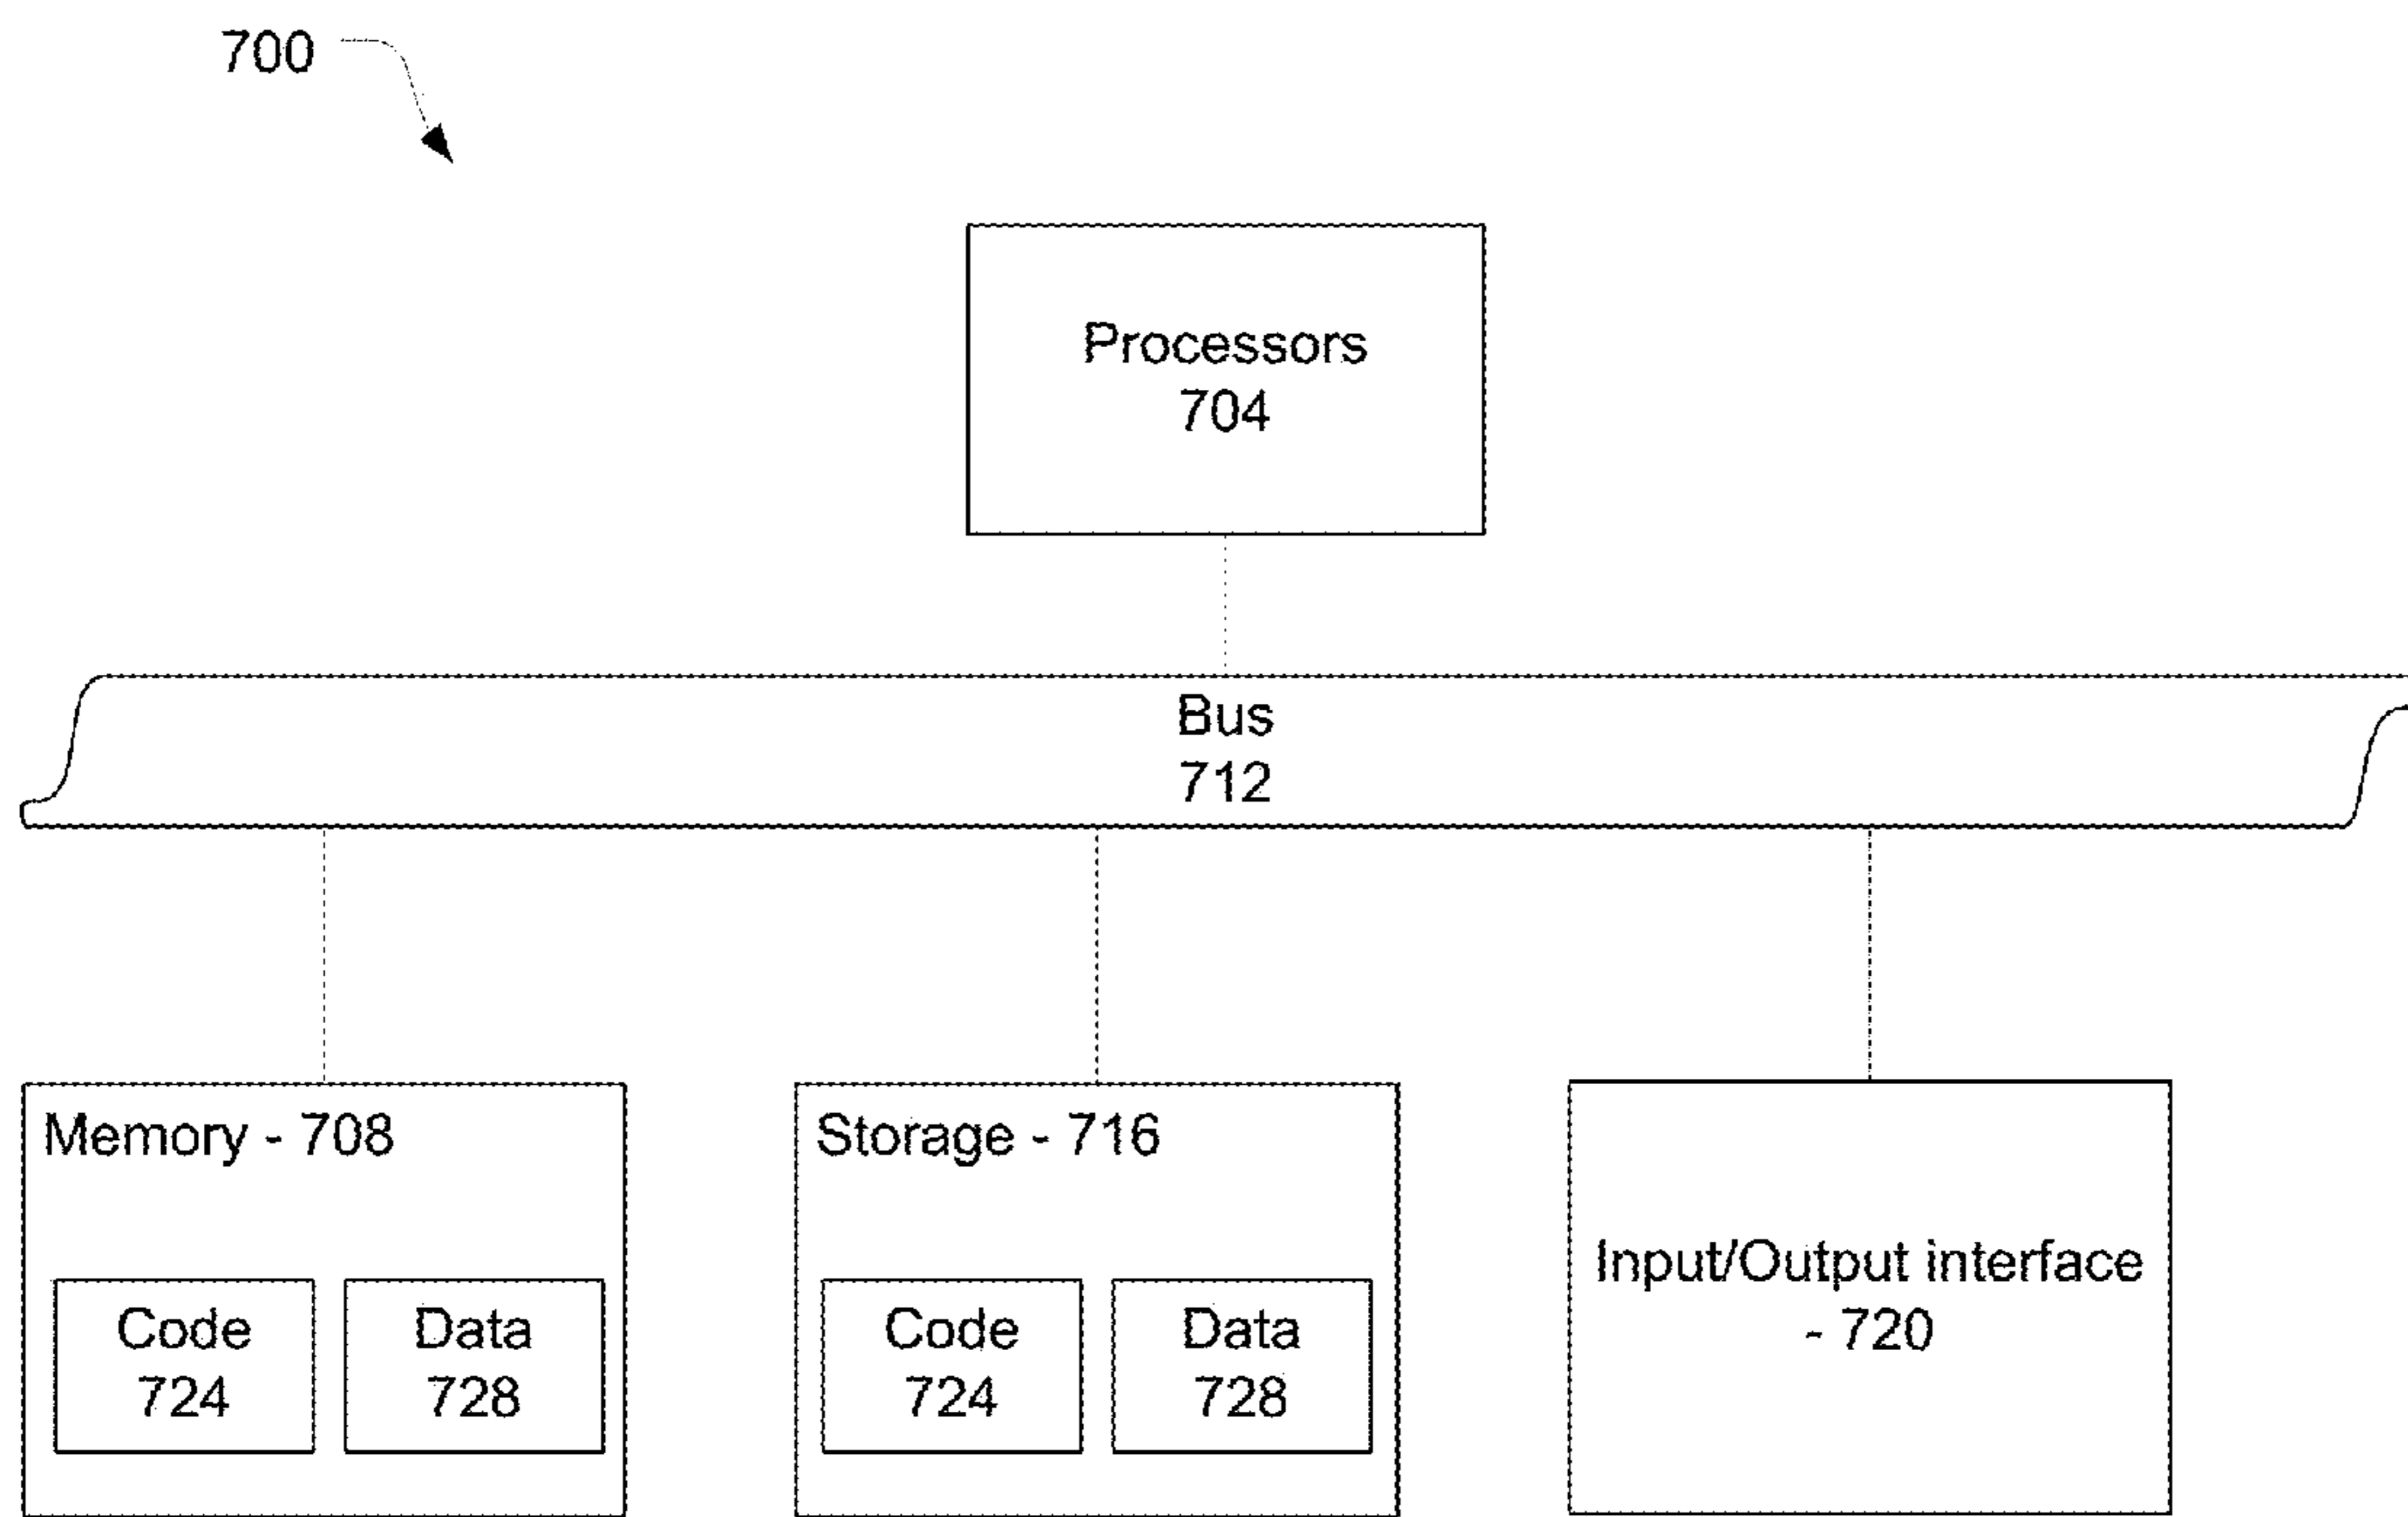 700
Processors
704
Bus
712
Memory - 708
Code
724
Data
728
Storage - 716
Code
724
Data
728
Input/Output interface
- 720